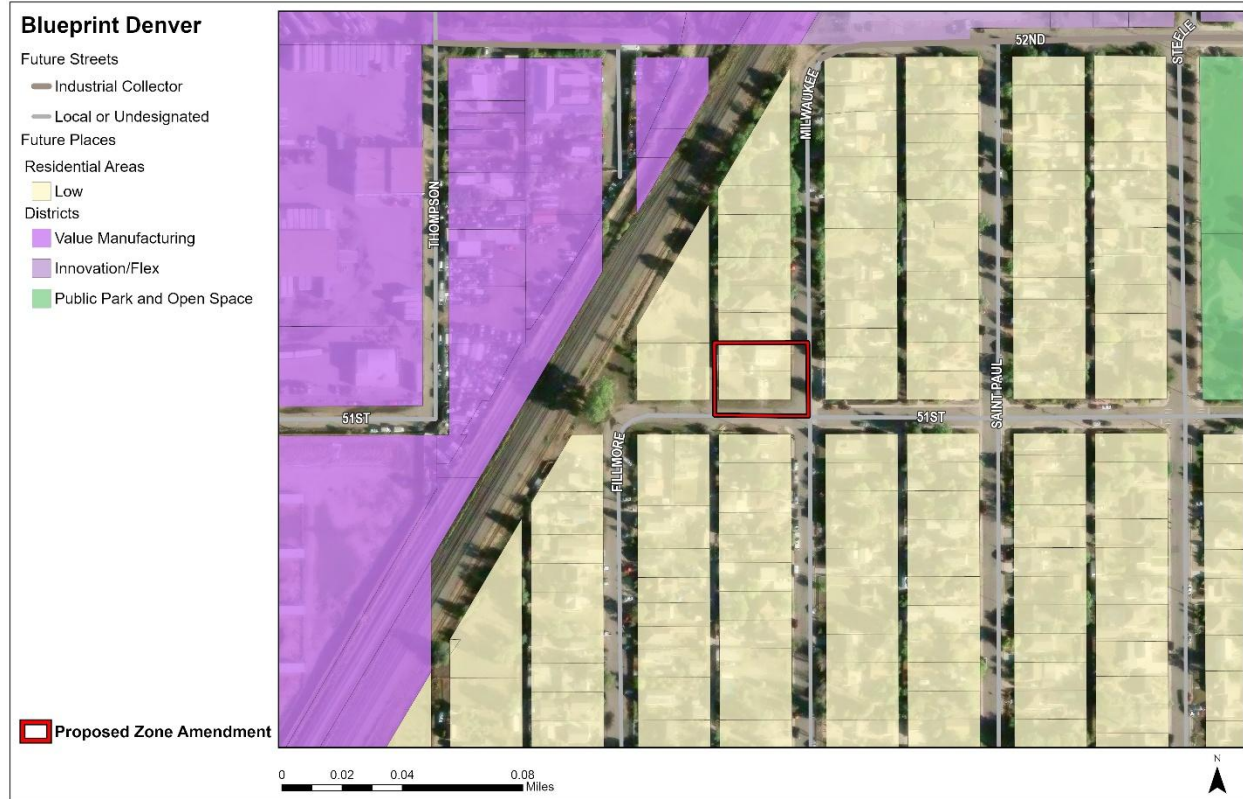 Blueprint Denver
Future Streets
Industrial Collector
Local or Undesignated
Future Places
Residential Areas
Low
Districts
Value Manufacturing
Innovation/Flex
Public Park and Open Space
Proposed Zone Amendment
52ND
STEELE
MILWAUKEE
THOMPSON
SAINT PAUL
51ST
51ST
FILLMORE
0 0.02 0.04 0.08
Miles
N